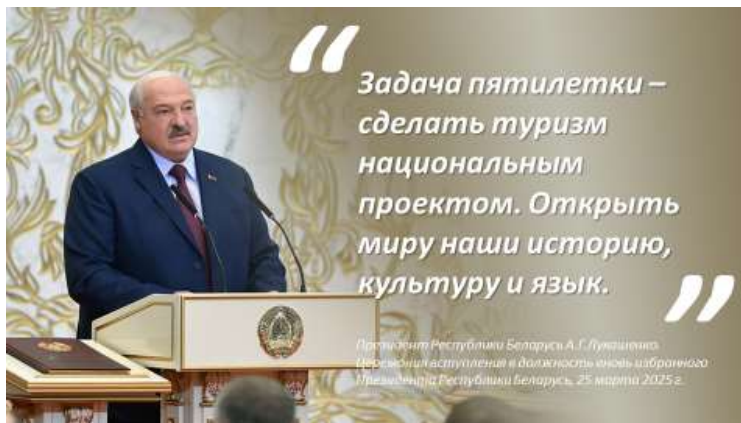 “
Задача пятилетки –
сделать туризм
национальным
проектом. Открыть
миру наши историю,
культуру и язык.
”
Президент Республики Беларусь А.Г.Лукашенко.
Церемония вступления в должность вновь избранного
Президента Республики Беларусь, 25 марта 2025 г.